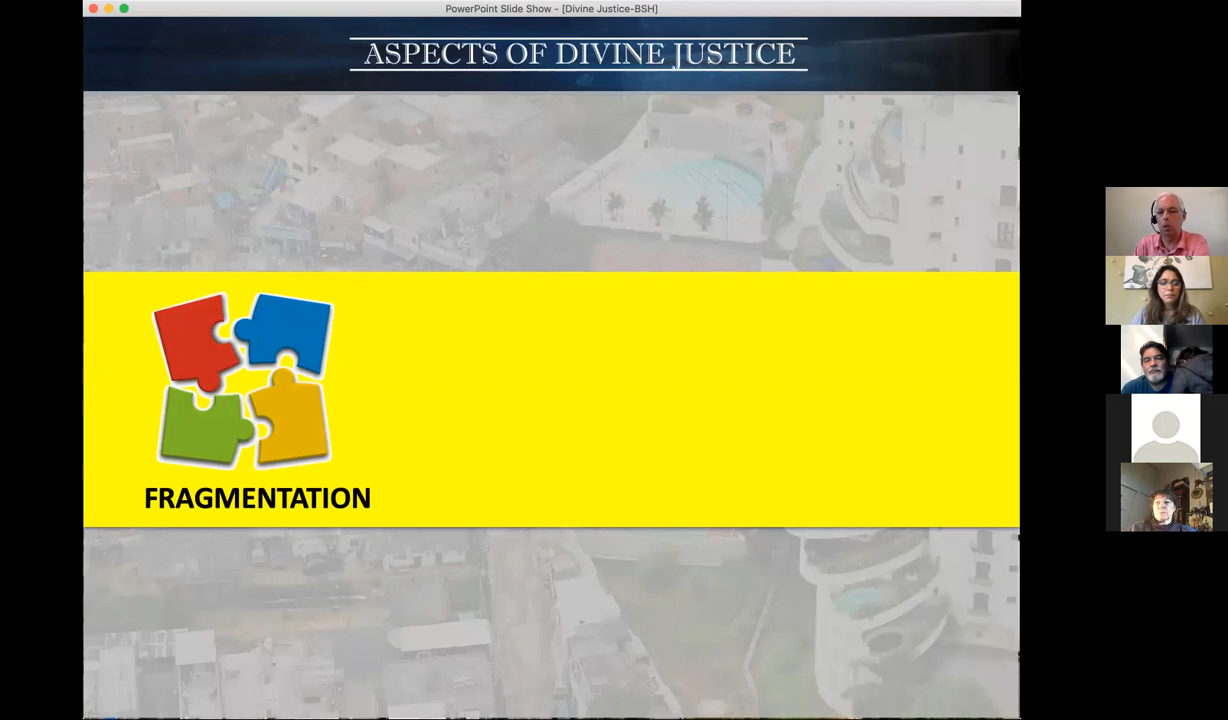 PowerPoint Slide Show - [Divine Justice-BSH]
ASPECTS OF DIVINE JUSTICE
FRAGMENTATION